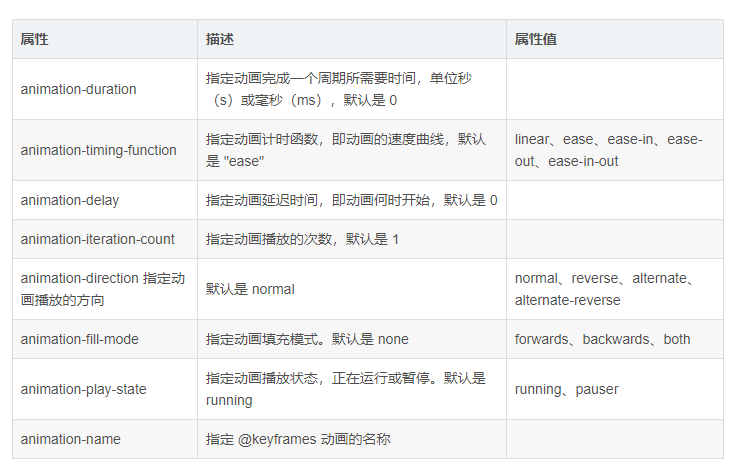 属性 描述 属性值
animation-duration 指定动画完成一个周期所需要时间，单位秒
（s）或毫秒（ms），默认是 0
animation-timing-function 指定动画计时函数，即动画的速度曲线，默认
是 "ease" linear、ease、ease-in、ease-
out、ease-in-out
animation-delay 指定动画延迟时间，即动画何时开始，默认是 0
animation-iteration-count 指定动画播放的次数，默认是 1
animation-direction 指定动
画播放的方向 默认是 normal normal、reverse、alternate、
alternate-reverse
animation-fill-mode 指定动画填充模式。默认是 none forwards、backwards、both
animation-play-state 指定动画播放状态，正在运行或暂停。默认是
running running、pauser
animation-name 指定 @keyframes 动画的名称